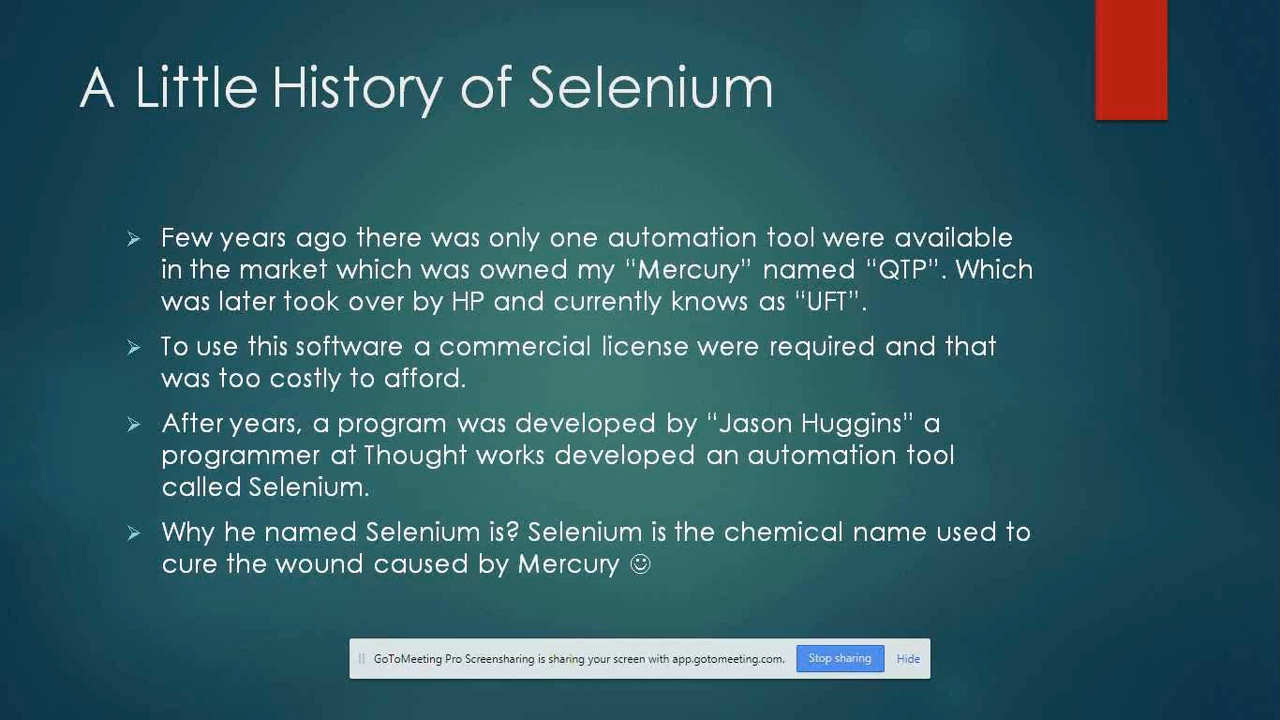 A Little History of Selenium
Few years ago there was only one automation tool were available
in the market which was owned my “Mercury” named “QTP”. Which
was later took over by HP and currently knows as “UFT”.
To use this software a commercial license were required and that
was too costly to afford.
After years, a program was developed by “Jason Huggins” a
programmer at Thought works developed an automation tool
called Selenium.
Why he named Selenium is? Selenium is the chemical name used to
cure the wound caused by Mercury ☺
GoToMeeting Pro Screensharing is sharing your screen with app.gotomeeting.com. Stop sharing Hide